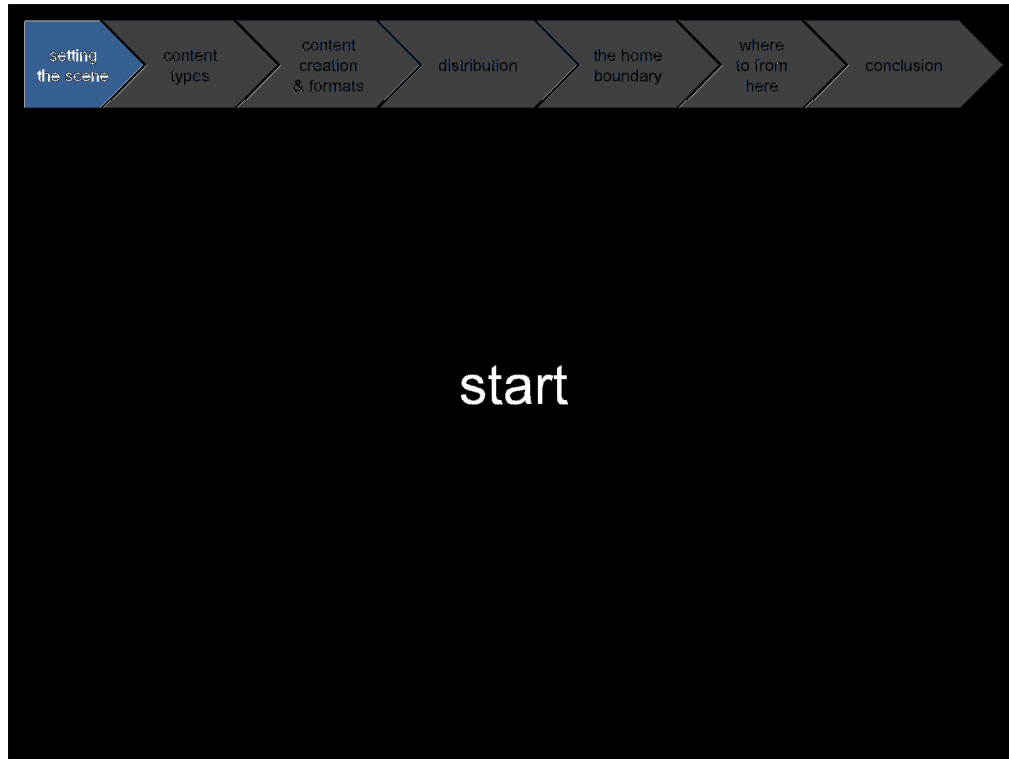 setting
the scene
content
types
content
creation
& formats
distribution
the home
boundary
where
to from
here
conclusion
start